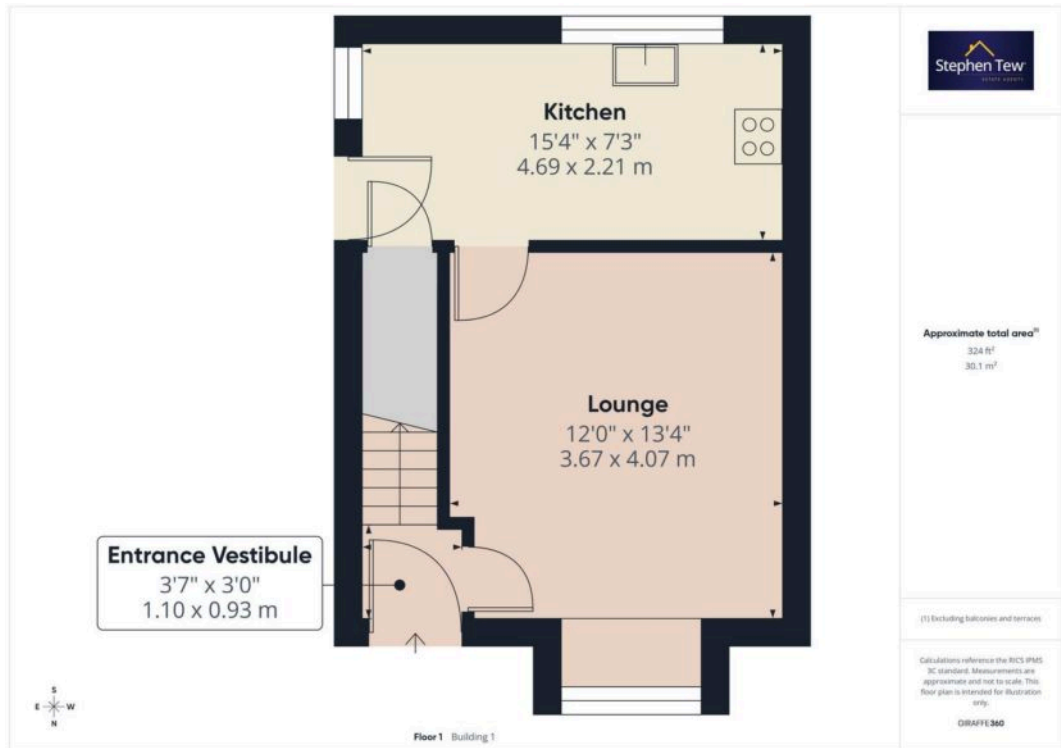 Kitchen
15'4" x 7'3"
4.69 x 2.21 m
Lounge
12'0" x 13'4"
3.67 x 4.07 m
Entrance Vestibule
3'7" x 3'0"
1.10 x 0.93 m
S
E W
N
Floor 1 Building 1
Stephen Tew
ESTATE AGENTS
Approximate total area(1)
324 ft²
30.1 m²
(1) Excluding balconies and terraces
Calculations reference the RICS IPMS
3C standard. Measurements are
approximate and not to scale. This
floor plan is intended for illustration
only.
GIRAFFE360